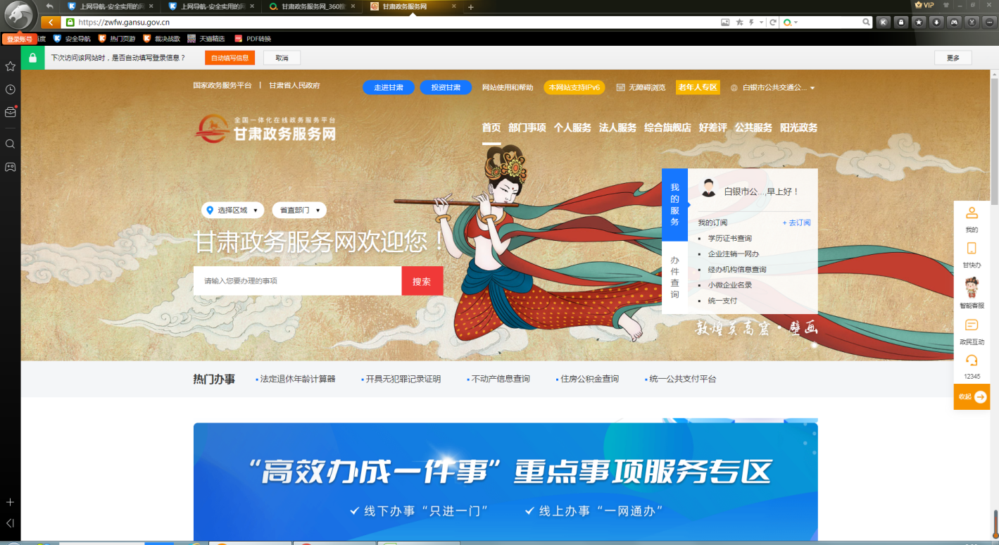 上网导航-安全实用的网
上网导航-安全实用的网
甘肃政务服务网_360搜
甘肃政务服务网
VIP
https://zwfw.gansu.gov.cn
登录账号
度
安全导航
热门页游
裁决战歌
天猫精选
PDF转换
下次访问该网站时，是否自动填写登录信息？
自动填写信息
取消
更多
国家政务服务平台 | 甘肃省人民政府
走进甘肃
投资甘肃
网站使用和帮助
本网站支持IPv6
无障碍浏览
老年人专区
白银市公共交通公...
全国一体化在线政务服务平台
甘肃政务服务网
首页 部门事项 个人服务 法人服务 综合旗舰店 好差评 公共服务 阳光政务
我的服务
白银市公...,早上好！
我的订阅
+ 去订阅
学历证书查询
企业注销一网办
经办机构信息查询
小微企业名录
统一支付
办件查询
选择区域
省直部门
甘肃政务服务网欢迎您！
请输入您要办理的事项
搜索
敦煌莫高窟·壁画
我的
甘快办
智能客服
政民互动
12345
收起
热门办事
法定退休年龄计算器
开具无犯罪记录证明
不动产信息查询
住房公积金查询
统一公共支付平台
“高效办成一件事”重点事项服务专区
线下办事“只进一门”
线上办事“一网通办”